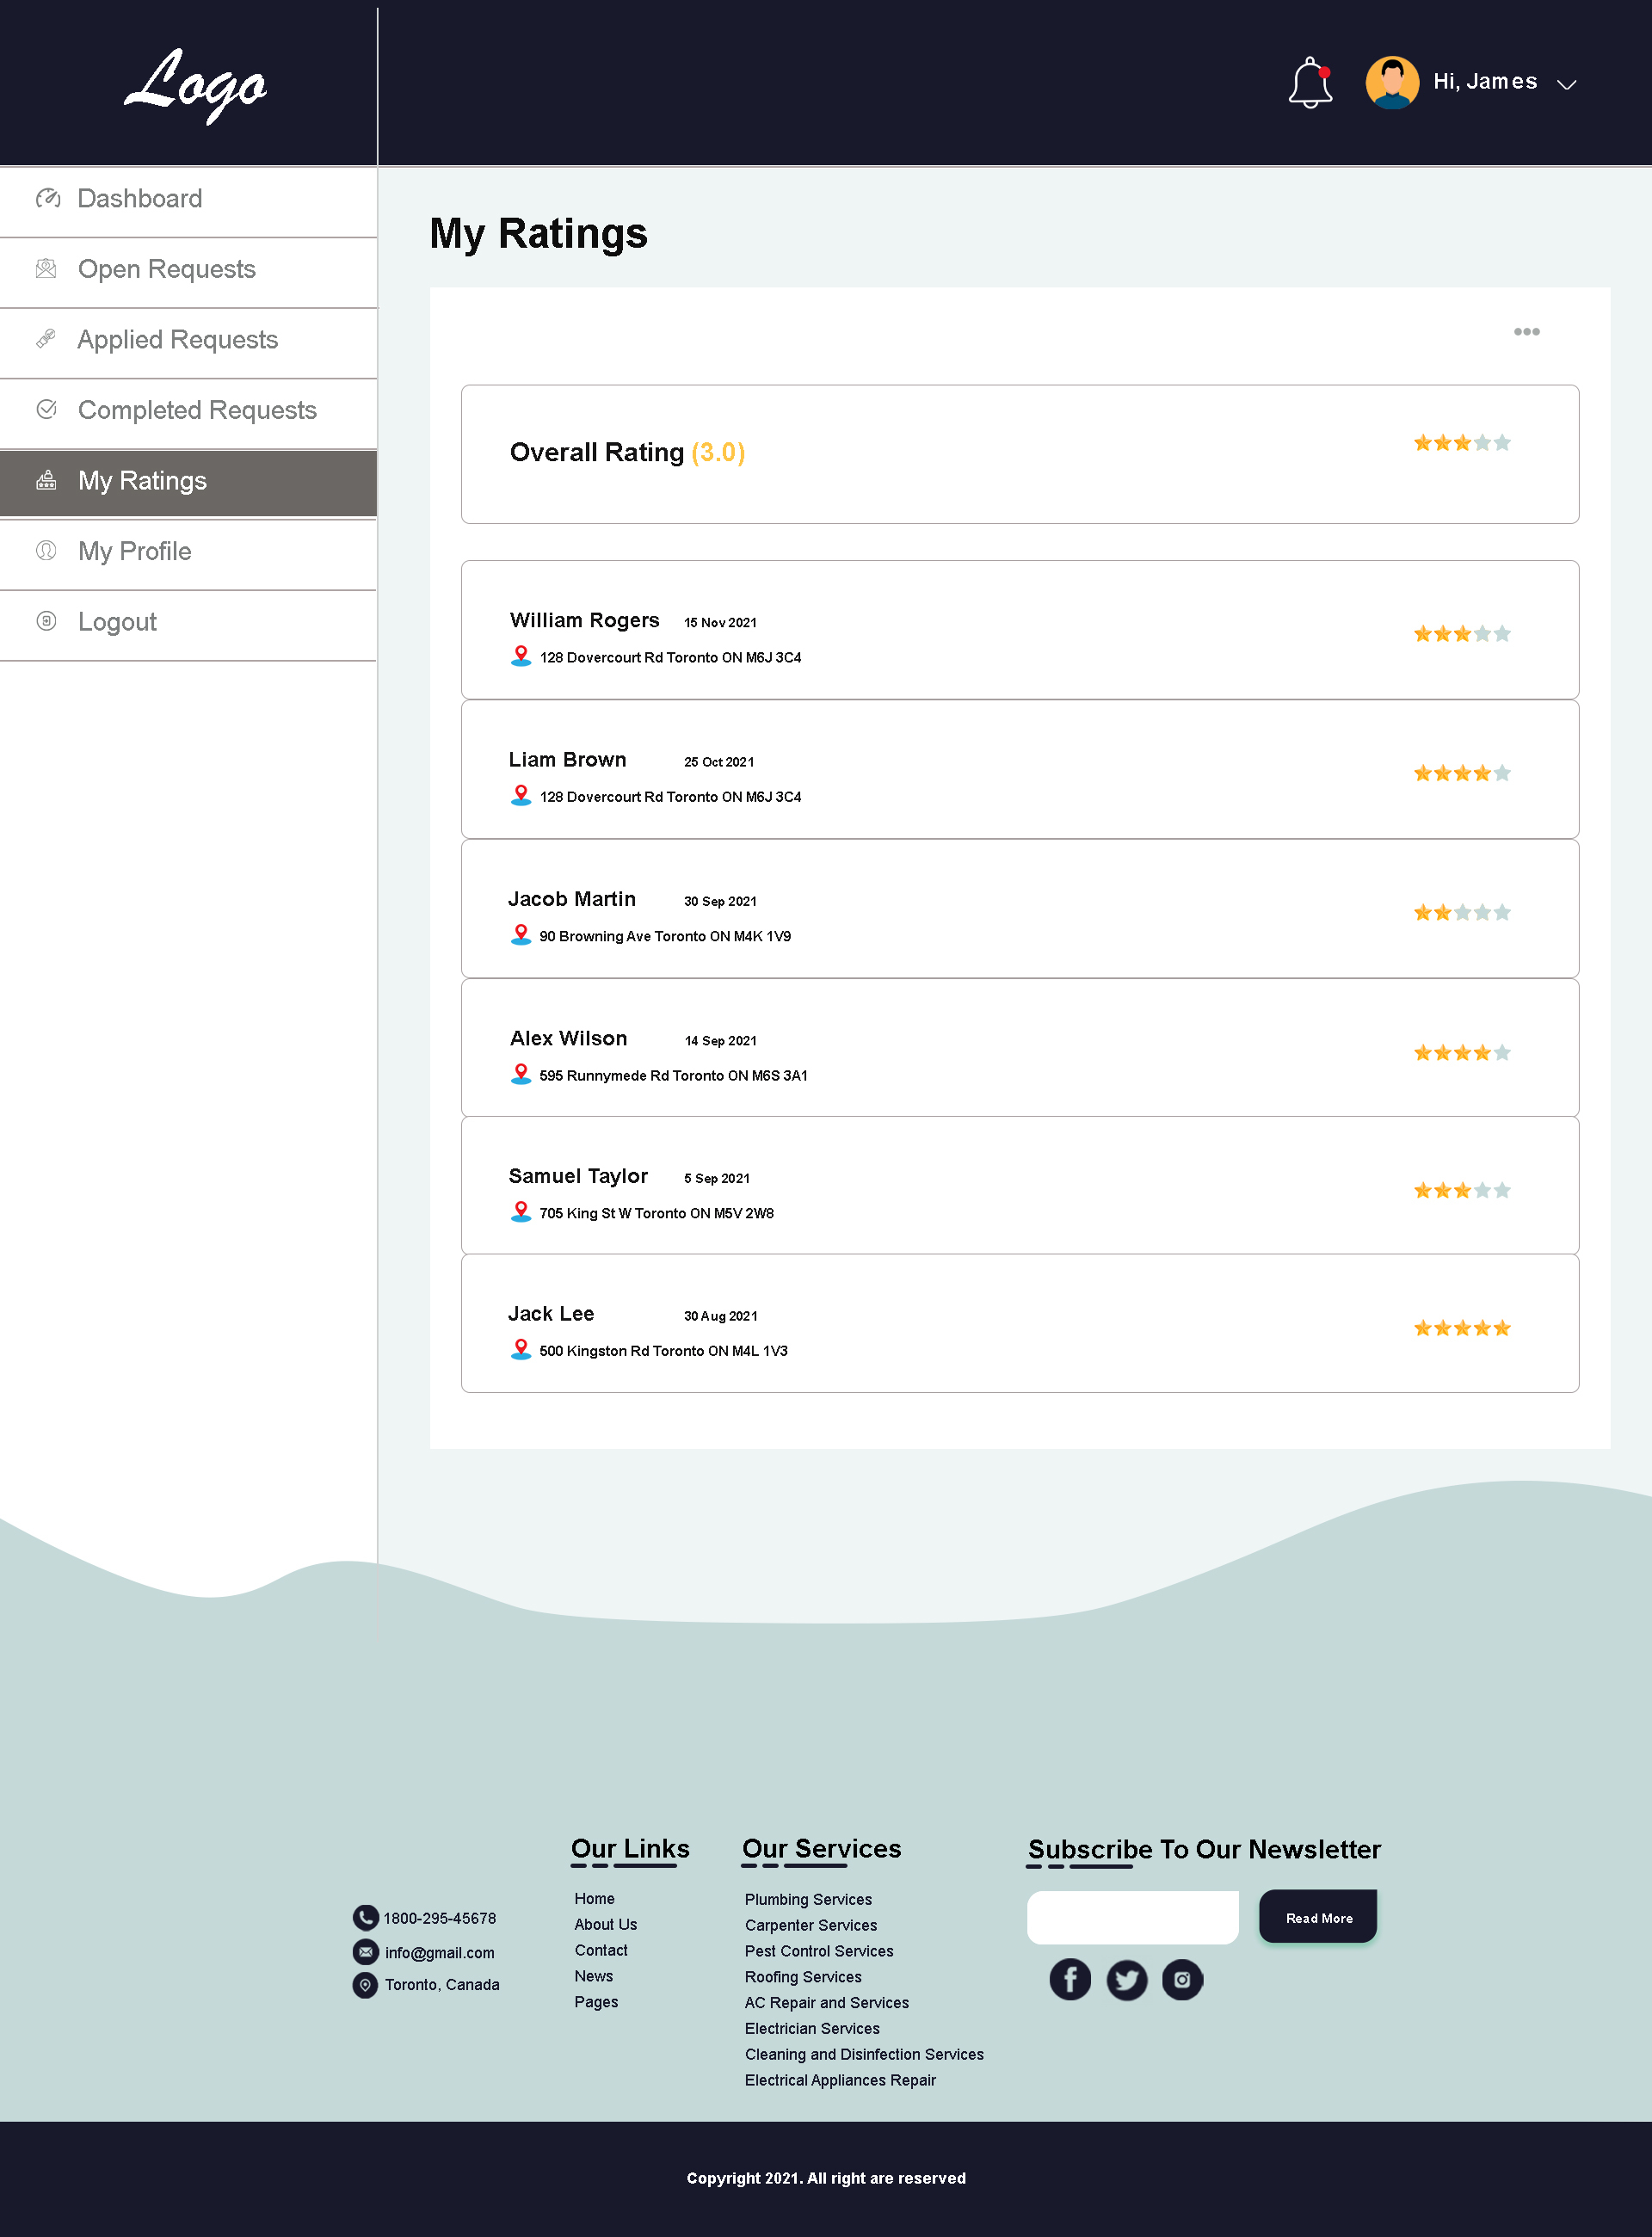 Logo
Hi, James
Dashboard
Open Requests
Applied Requests
Completed Requests
My Ratings
My Profile
Logout
My Ratings
Overall Rating (3.0)
William Rogers 15 Nov 2021
128 Dovercourt Rd Toronto ON M6J 3C4
Liam Brown 25 Oct 2021
128 Dovercourt Rd Toronto ON M6J 3C4
Jacob Martin 30 Sep 2021
90 Browning Ave Toronto ON M4K 1V9
Alex Wilson 14 Sep 2021
595 Runnymede Rd Toronto ON M6S 3A1
Samuel Taylor 5 Sep 2021
705 King St W Toronto ON M5V 2W8
Jack Lee 30 Aug 2021
500 Kingston Rd Toronto ON M4L 1V3
1800-295-45678
info@gmail.com
Toronto, Canada
Our Links
Home
About Us
Contact
News
Pages
Our Services
Plumbing Services
Carpenter Services
Pest Control Services
Roofing Services
AC Repair and Services
Electrician Services
Cleaning and Disinfection Services
Electrical Appliances Repair
Subscribe To Our Newsletter
Read More
Copyright 2021. All right are reserved